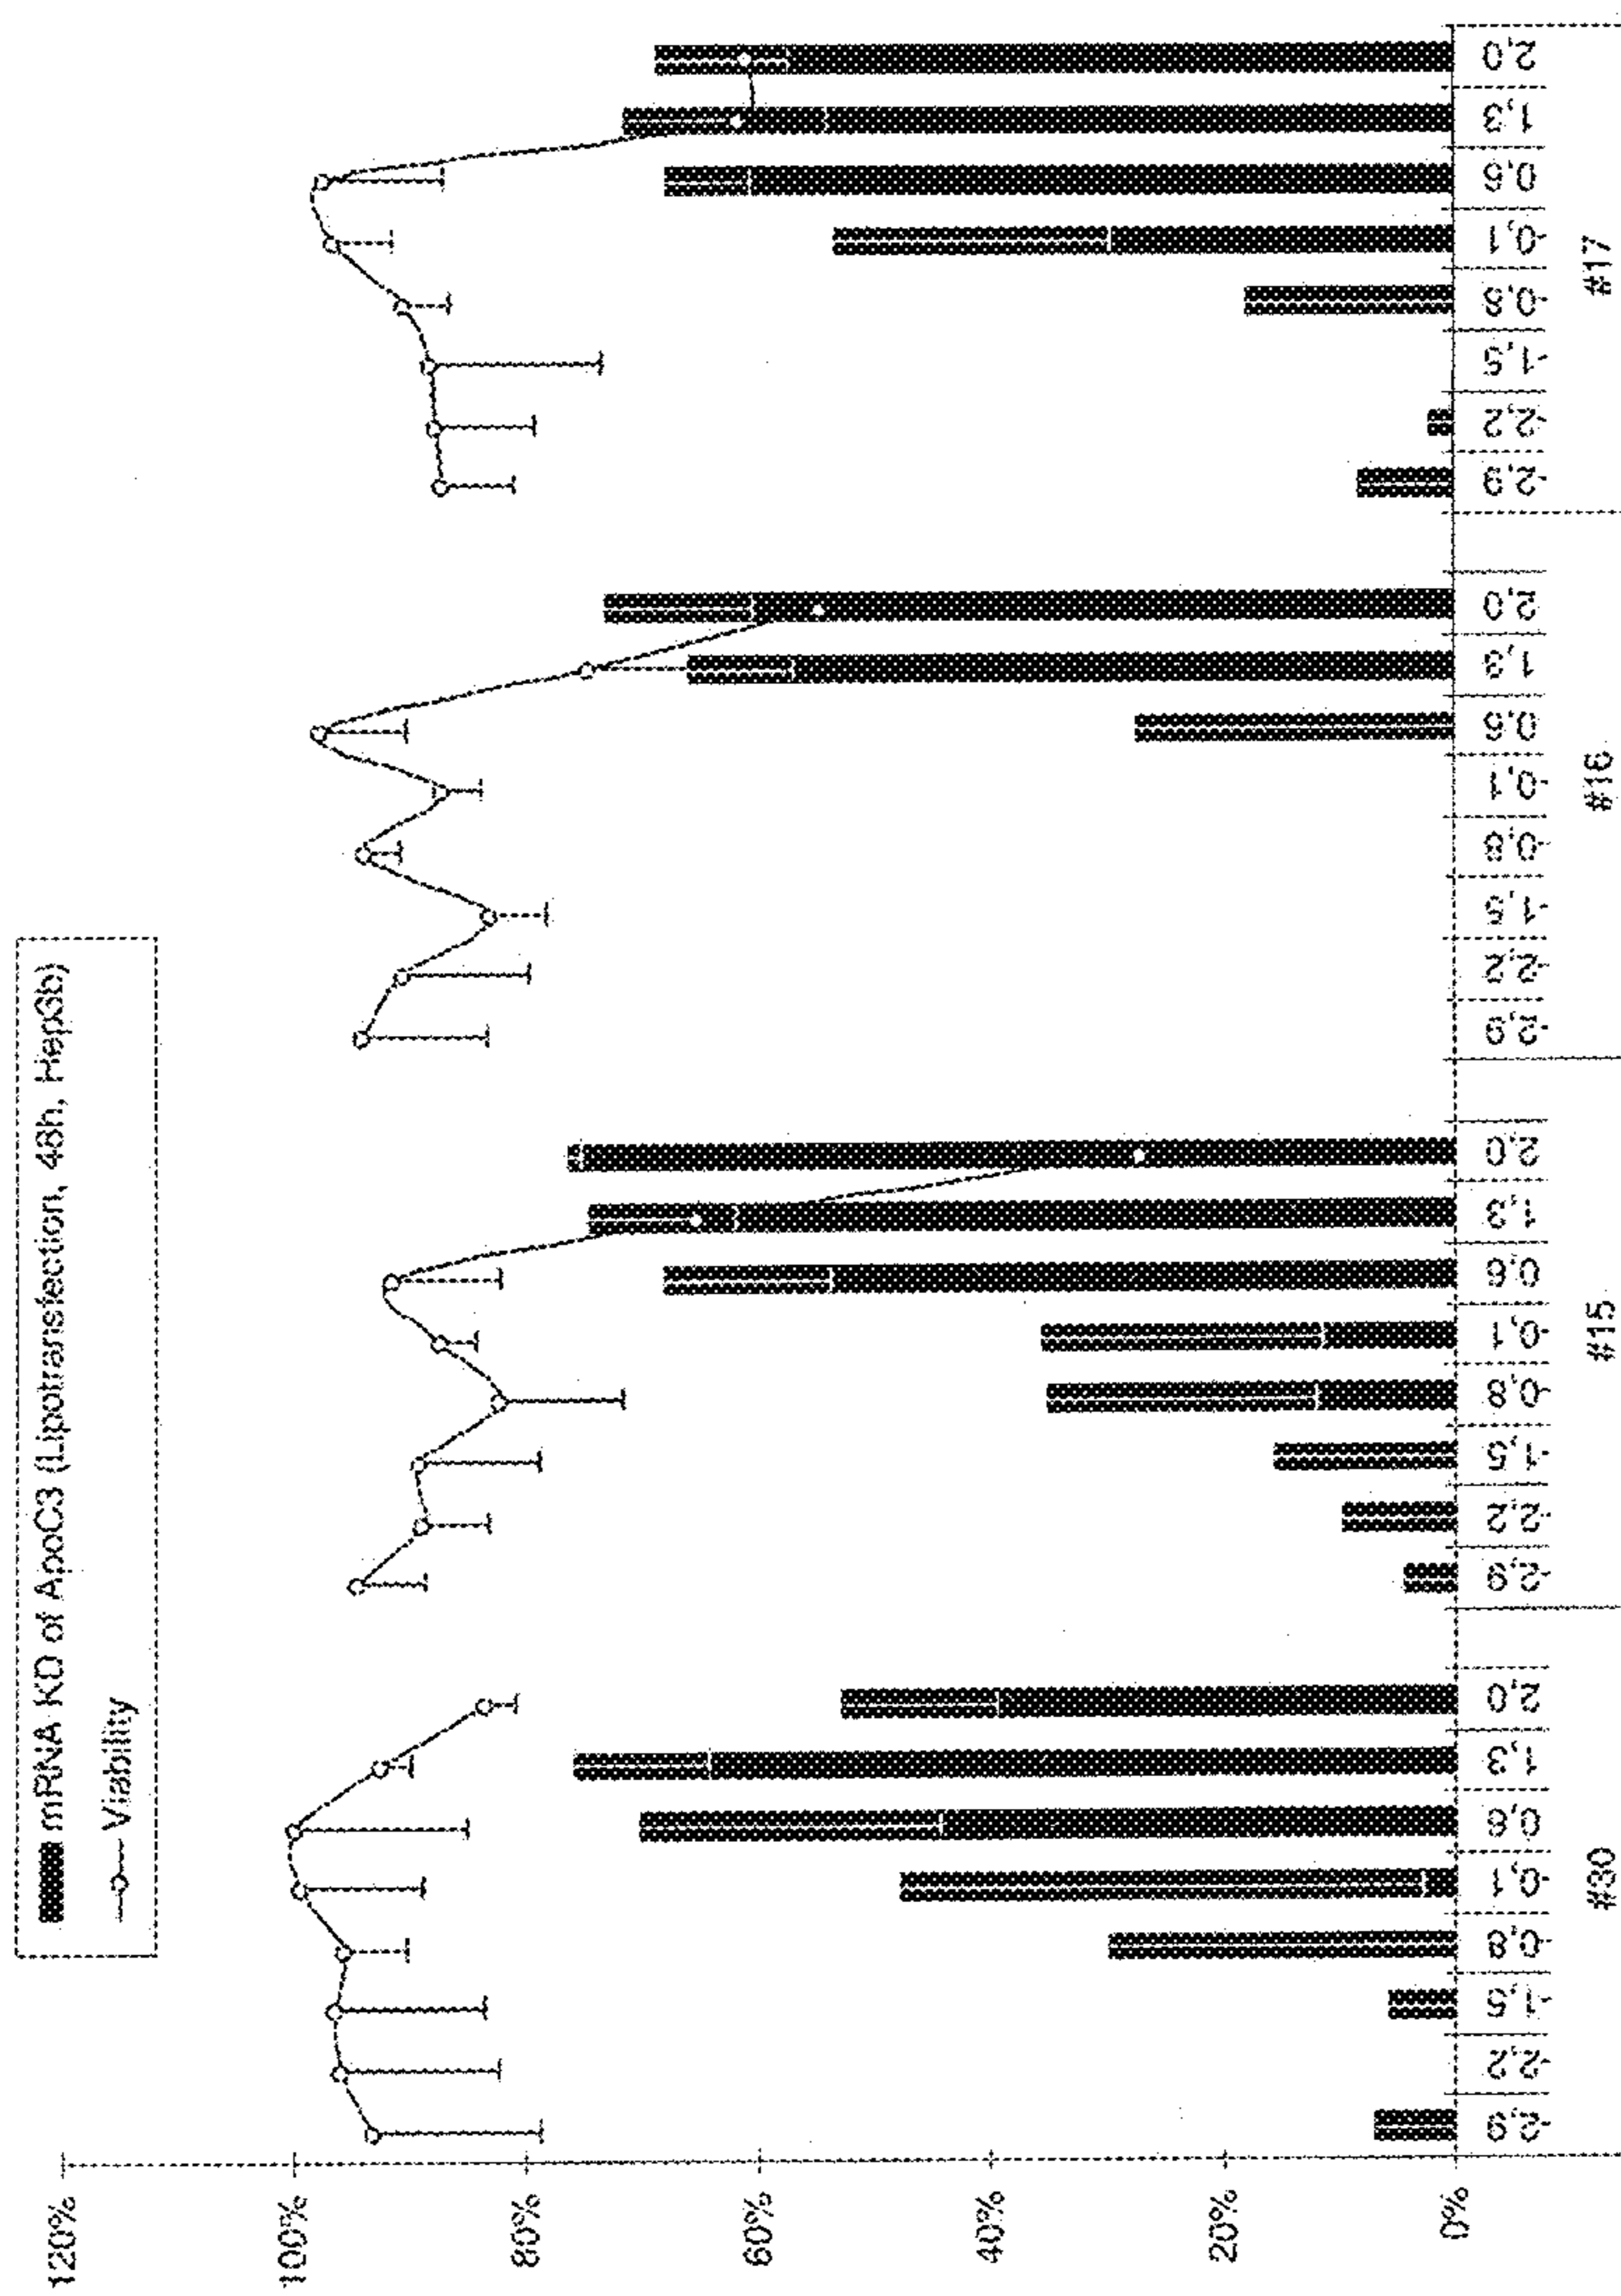 mRNA KD of ApoC3 (Lipotransfection, 48h, Hep3b)
Viability
120%
100%
80%
60%
40%
20%
0%
-2,9 -2,2 -1,5 -0,8 -0,1 0,6 1,3 2,0
-2,9 -2,2 -1,5 -0,8 -0,1 0,6 1,3 2,0
-2,9 -2,2 -1,5 -0,8 -0,1 0,6 1,3 2,0
-2,9 -2,2 -1,5 -0,8 -0,1 0,6 1,3 2,0
#30 #15 #16 #17